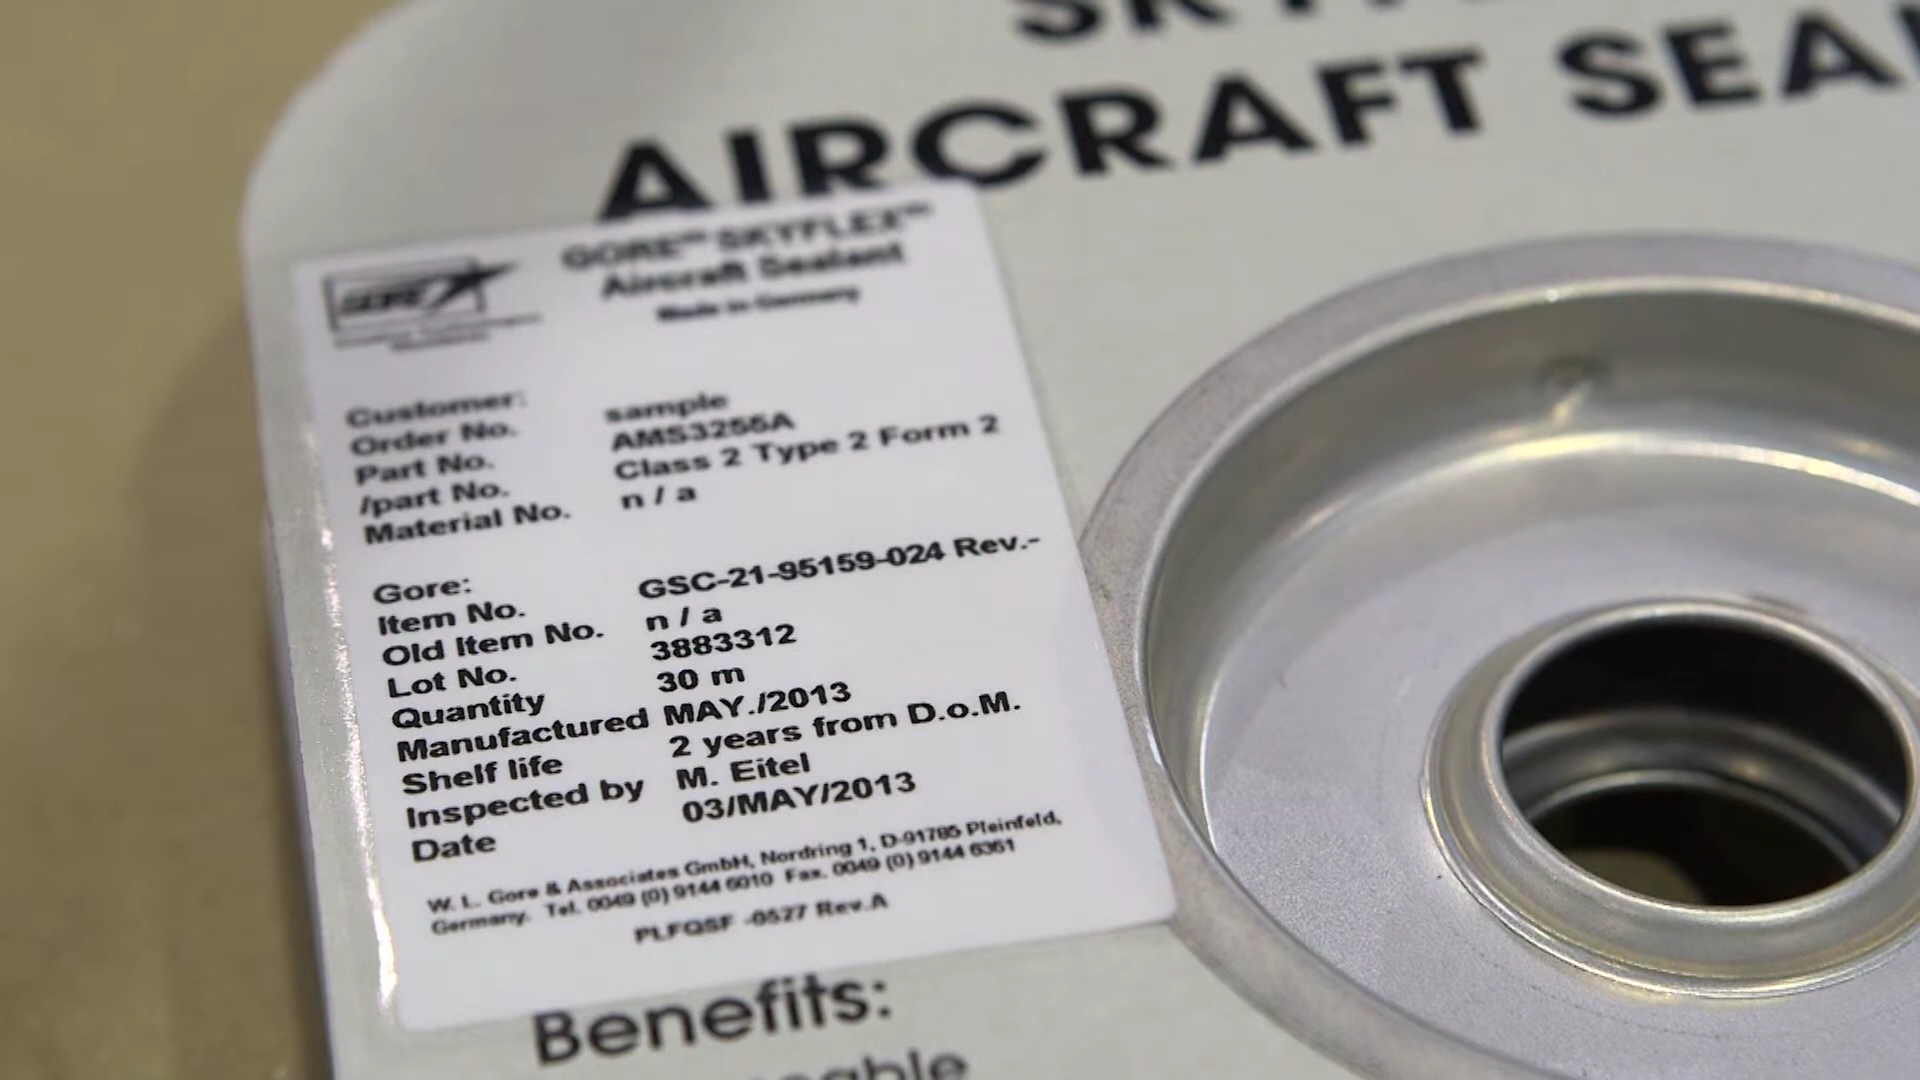 AIRCRAFT
GORE™ SKYFLEX™
Aircraft Sealant
Made in Germany
GORE
Customer: sample
Order No. AMS3255A
Part No. Class 2 Type 2 Form 2
/part No. n / a
Material No.
Gore:
Item No. GSC-21-95159-024 Rev.-
Old Item No. n / a
Lot No. 3883312
Quantity 30 m
Manufactured MAY./2013
Shelf life 2 years from D.o.M.
Inspected by M. Eitel
Date 03/MAY/2013
W. L. Gore & Associates GmbH, Nordring 1, D-91785 Pleinfeld,
Germany. Tel. 0049 (0) 9144 6010 Fax. 0049 (0) 9144 6361
PLFQSF -0527 Rev.A
Benefits: